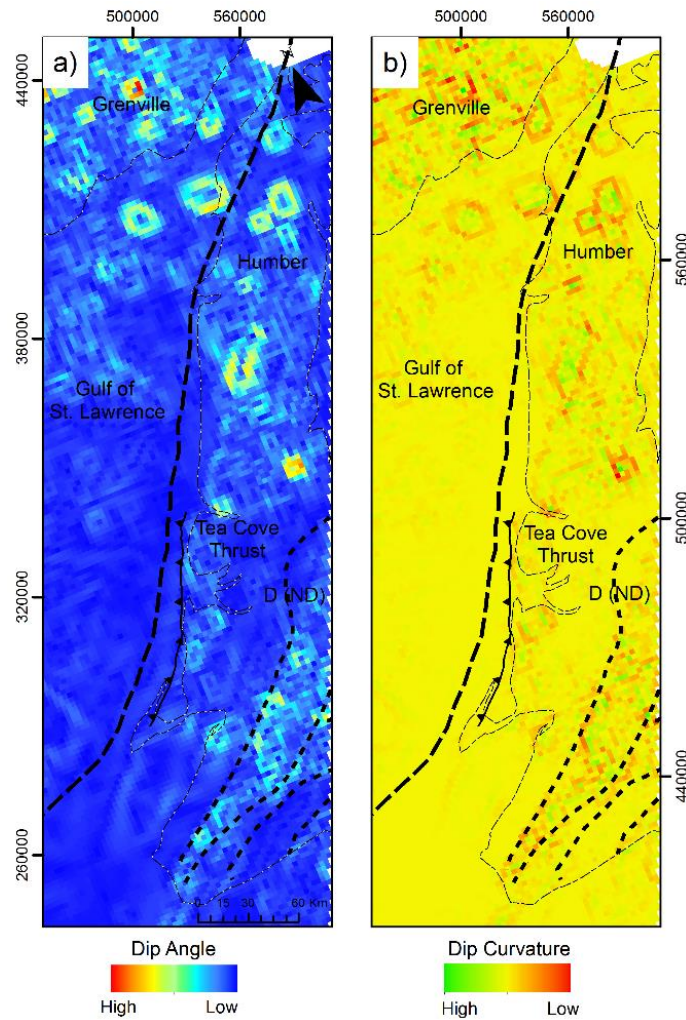 500000 560000
500000 560000
a)
b)
Grenville
Grenville
440000
Humber
Humber
560000
380000
Gulf of
St. Lawrence
Gulf of
St. Lawrence
500000
Tea Cove
Thrust
Tea Cove
Thrust
320000
D (ND)
D (ND)
440000
260000
0 15 30 60 Km
Dip Angle
High Low
Dip Curvature
High Low